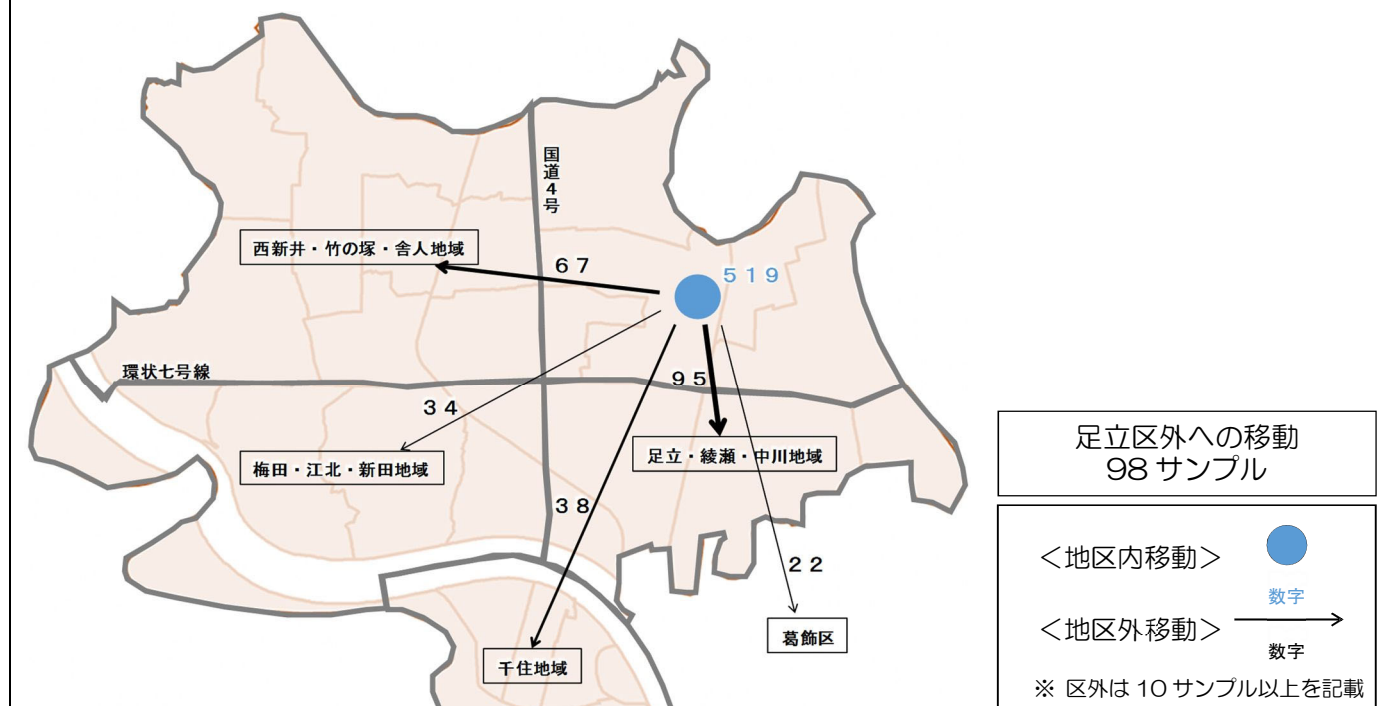 国道４号
西新井・竹の塚・舎人地域
６７
５１９
環状七号線
９５
３４
梅田・江北・新田地域
足立・綾瀬・中川地域
３８
２２
葛飾区
千住地域
足立区外への移動
98 サンプル
＜地区内移動＞
数字
＜地区外移動＞
数字
※ 区外は 10 サンプル以上を記載